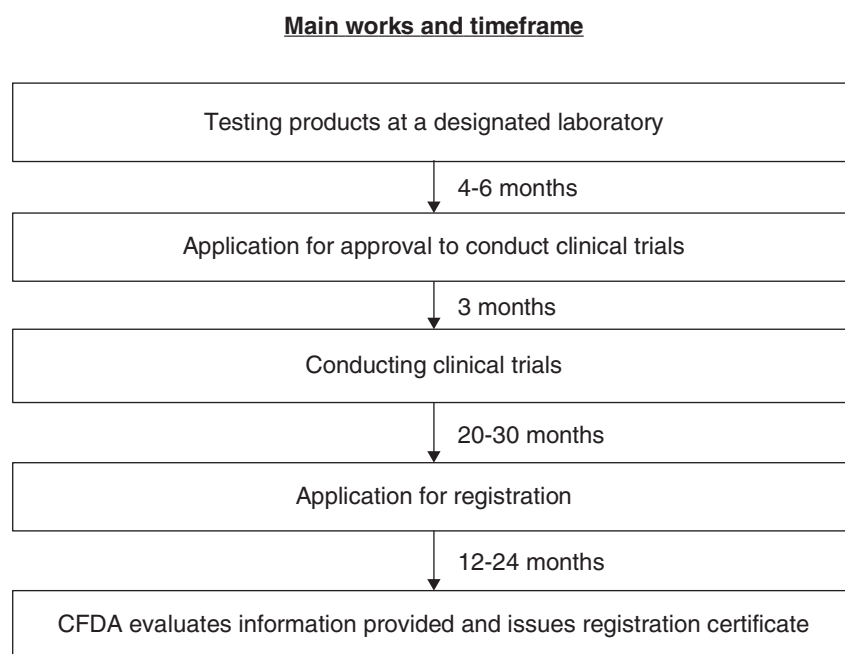 Main works and timeframe
Testing products at a designated laboratory
4-6 months
Application for approval to conduct clinical trials
3 months
Conducting clinical trials
20-30 months
Application for registration
12-24 months
CFDA evaluates information provided and issues registration certificate